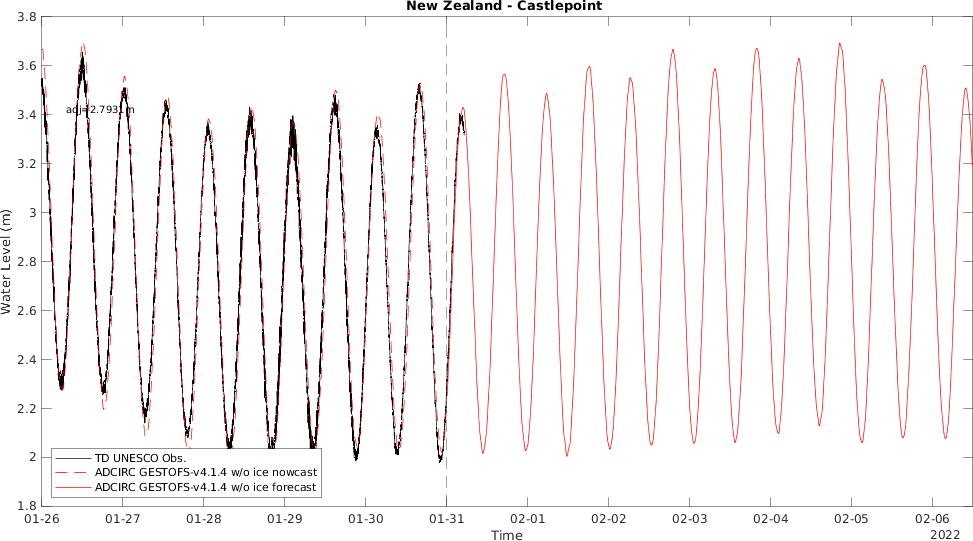 New Zealand - Castlepoint
3.8
3.6
3.4
3.2
3
2.8
2.6
2.4
2.2
2
1.8
Water Level (m)
adj=2.7931m
TD UNESCO Obs.
ADCIRC GESTOFS-v4.1.4 w/o ice nowcast
ADCIRC GESTOFS-v4.1.4 w/o ice forecast
01-26 01-27 01-28 01-29 01-30 01-31 02-01 02-02 02-03 02-04 02-05 02-06
2022
Time